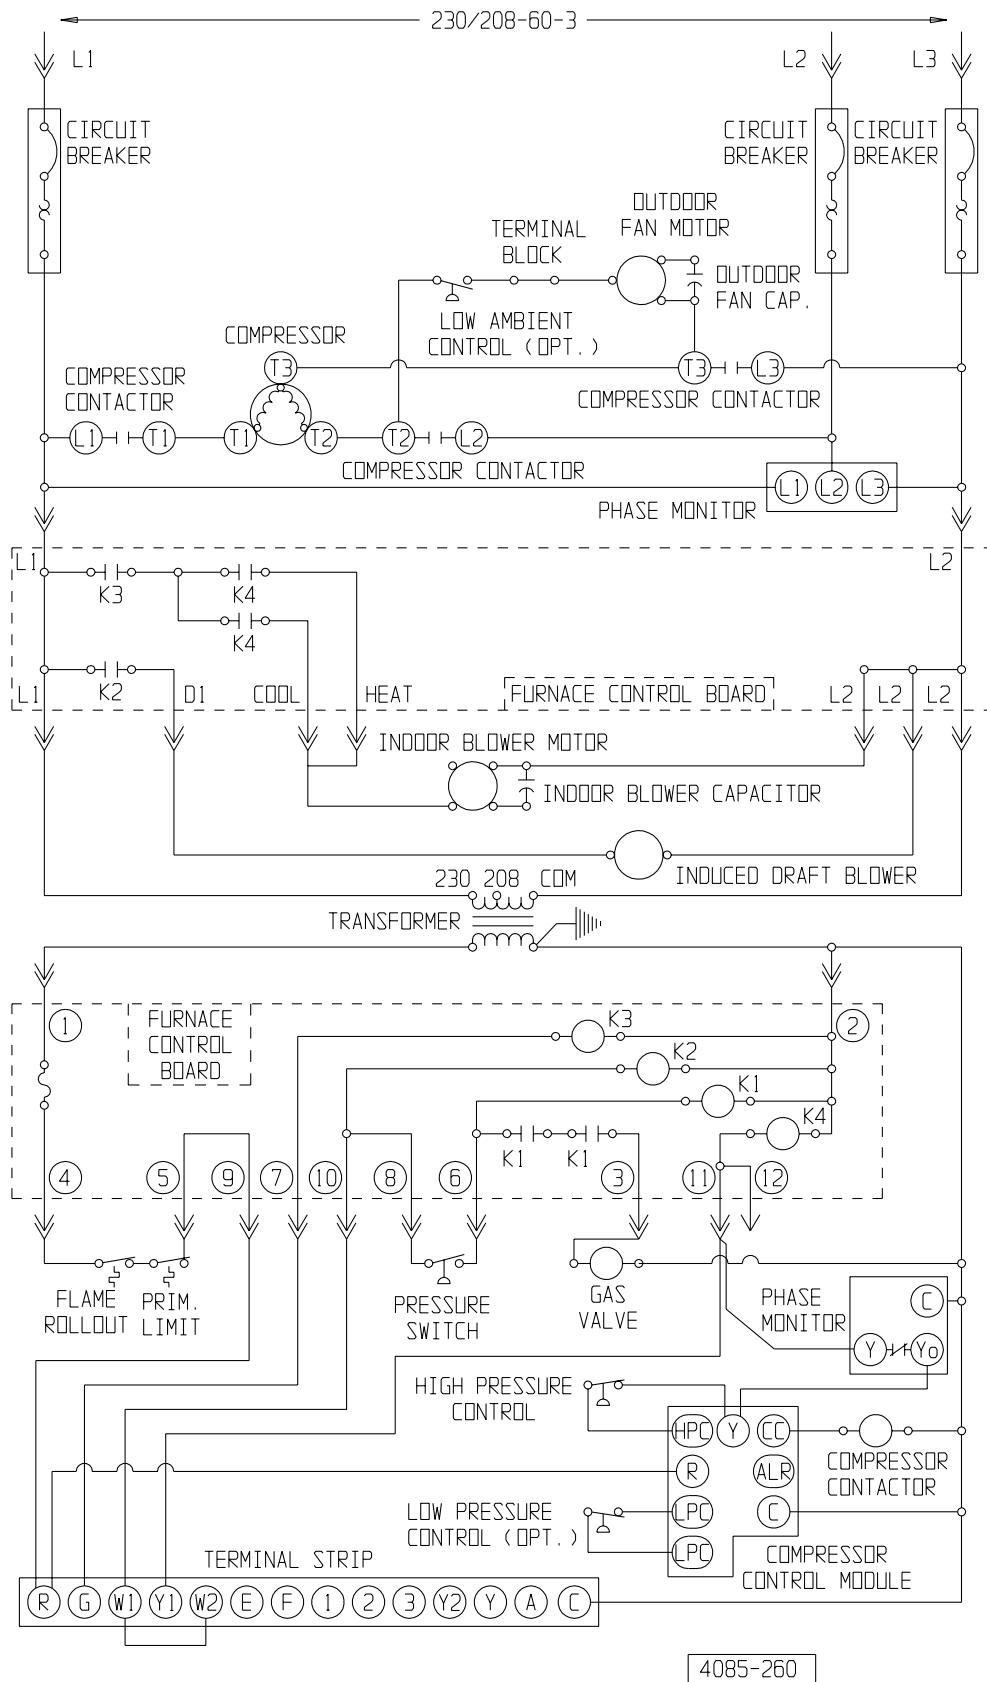 230/208-60-3
L1
L2
L3
CIRCUIT
BREAKER
CIRCUIT
BREAKER
CIRCUIT
BREAKER
OUTDOOR
FAN MOTOR
TERMINAL
BLOCK
OUTDOOR
FAN CAP.
LOW AMBIENT
CONTROL (OPT.)
COMPRESSOR
T3
T3
L3
COMPRESSOR
CONTACTOR
COMPRESSOR CONTACTOR
L1
T1
T1
T2
T2
L2
COMPRESSOR CONTACTOR
L1
L2
L3
PHASE MONITOR
L1
L2
K3
K4
K4
K2
L1
D1
COOL
HEAT
FURNACE CONTROL BOARD
L2
L2
L2
INDOOR BLOWER MOTOR
INDOOR BLOWER CAPACITOR
INDUCED DRAFT BLOWER
230 208 COM
TRANSFORMER
1
FURNACE
CONTROL
BOARD
K3
2
K2
K1
K4
K1
K1
4
5
9
7
10
8
6
3
11
12
FLAME
ROLLOUT
PRIM.
LIMIT
PRESSURE
SWITCH
GAS
VALVE
PHASE
MONITOR
C
Y
Yo
HIGH PRESSURE
CONTROL
HPC
Y
CC
COMPRESSOR
CONTACTOR
R
ALR
LOW PRESSURE
CONTROL (OPT.)
LPC
C
LPC
COMPRESSOR
CONTROL MODULE
TERMINAL STRIP
R G W1 Y1 W2 E F 1 2 3 Y2 Y A C
4085-260